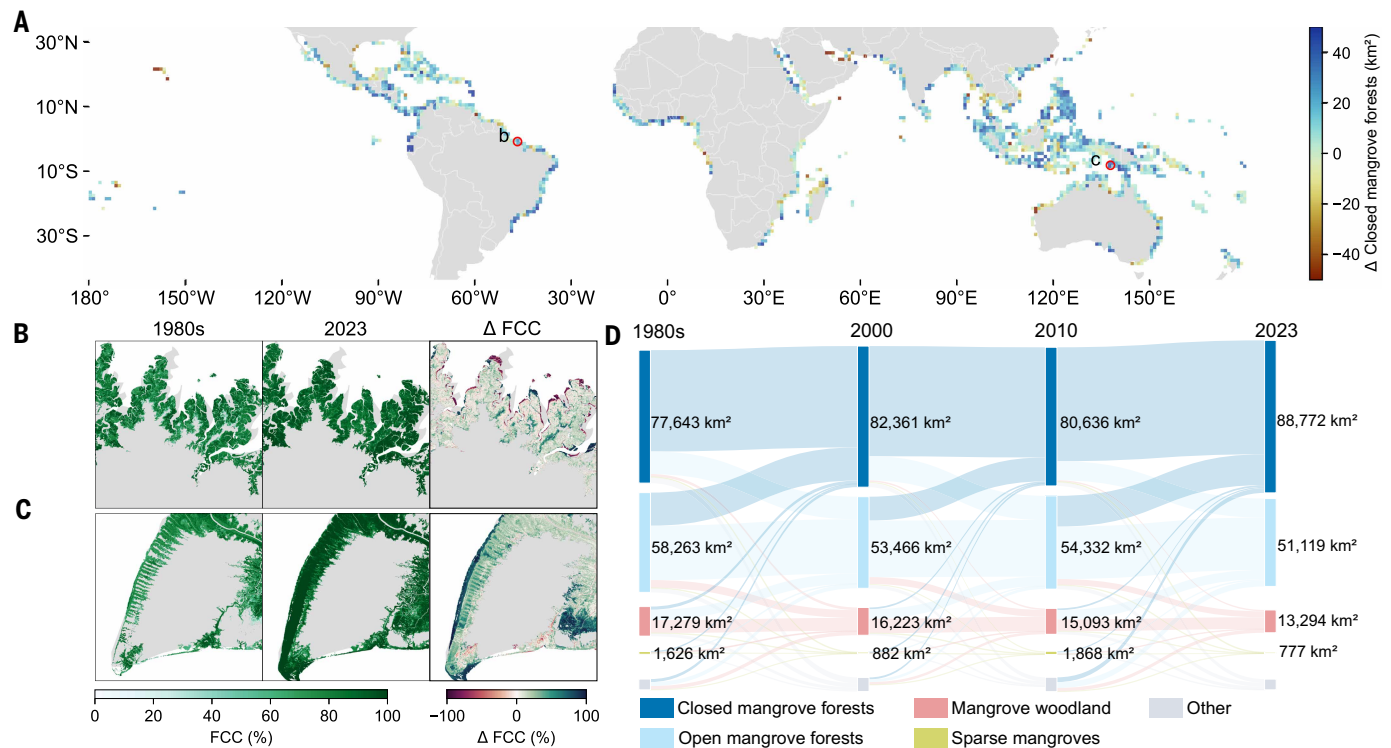 A
30°N
10°N
10°S
30°S
180°
150°W
120°W
90°W
60°W
30°W
0°
30°E
60°E
90°E
120°E
150°E
b
c
40
20
0
−20
−40
Δ Closed mangrove forests (km²)
B
1980s
2023
Δ FCC
C
0
20
40
60
80
100
FCC (%)
−100
0
100
Δ FCC (%)
D
1980s
2000
2010
2023
77,643 km²
82,361 km²
80,636 km²
88,772 km²
58,263 km²
53,466 km²
54,332 km²
51,119 km²
17,279 km²
16,223 km²
15,093 km²
13,294 km²
1,626 km²
882 km²
1,868 km²
777 km²
Closed mangrove forests
Mangrove woodland
Other
Open mangrove forests
Sparse mangroves